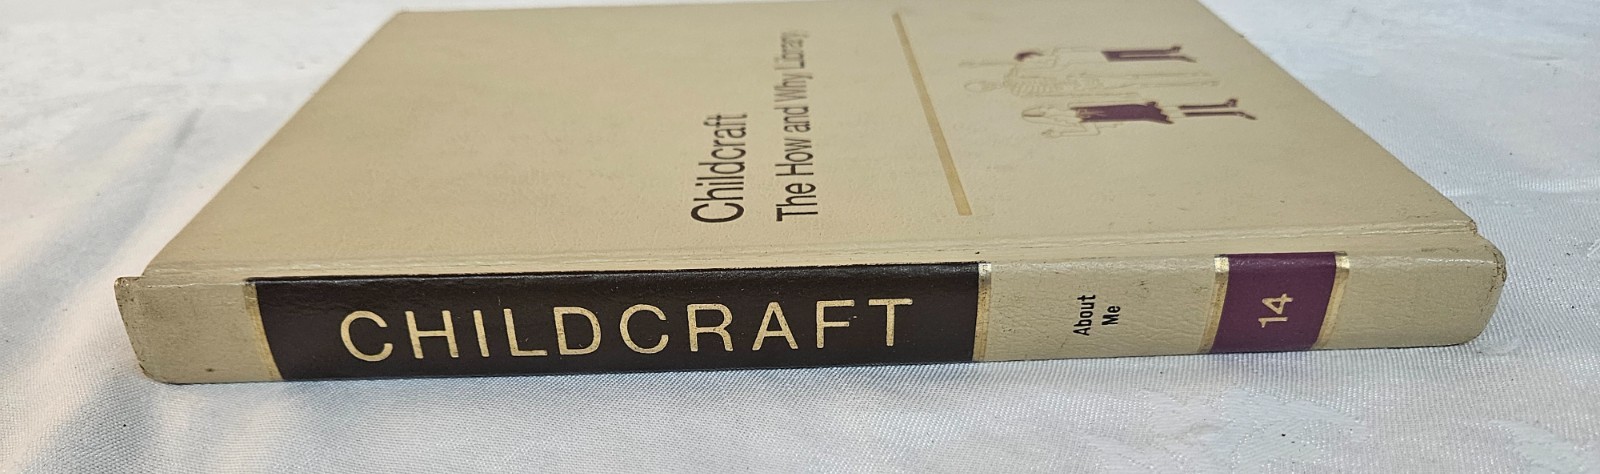 Childcraft
The How and Why Library
CHILDCRAFT
About
Me
14